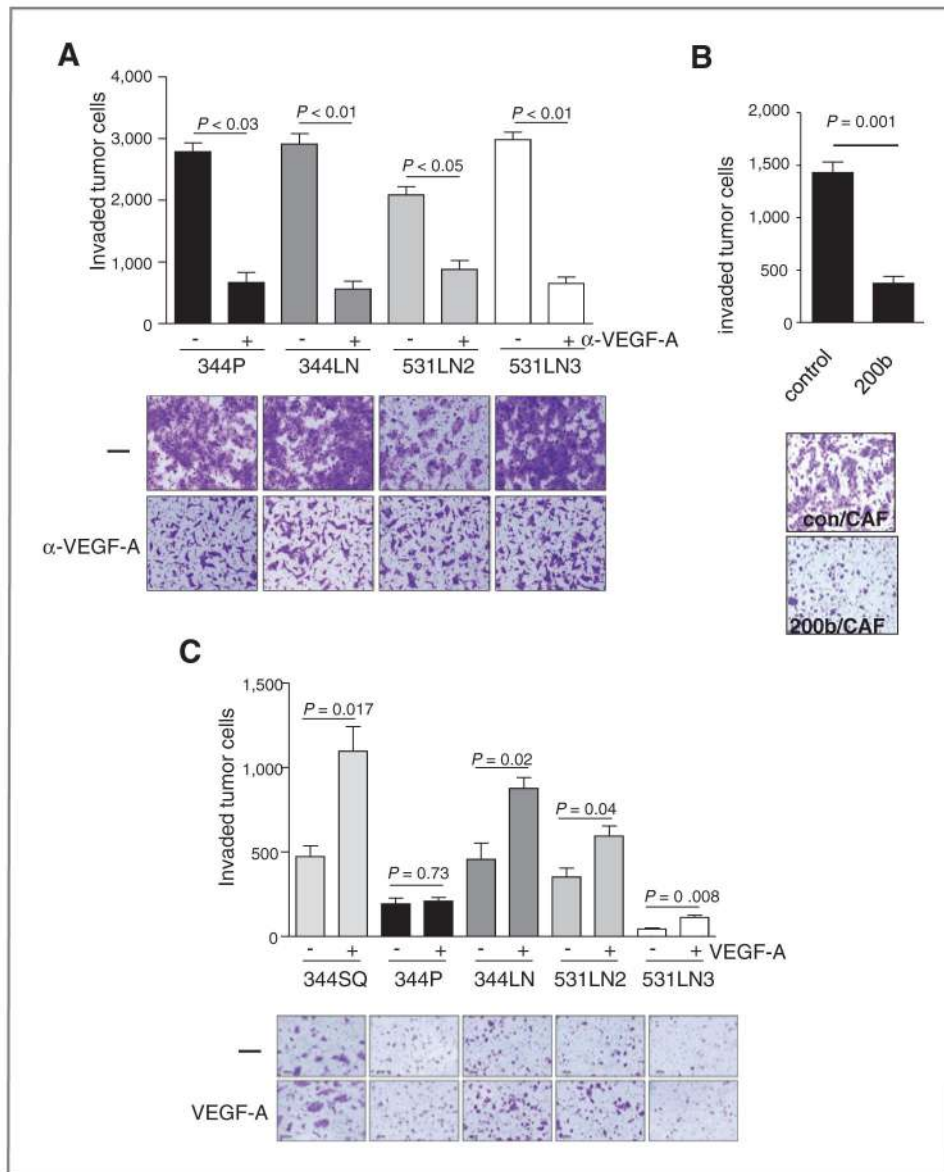 A
4,000
3,000
2,000
1,000
0
Invaded tumor cells
P < 0.03
P < 0.01
P < 0.05
P < 0.01
- + - + - + - + α-VEGF-A
344P 344LN 531LN2 531LN3
—
α-VEGF-A
B
2,000
1,500
1,000
500
0
invaded tumor cells
P = 0.001
control 200b
con/CAF
200b/CAF
C
1,500
1,000
500
0
Invaded tumor cells
P = 0.017
P = 0.73
P = 0.02
P = 0.04
P = 0 .008
- + - + - + - + - + VEGF-A
344SQ 344P 344LN 531LN2 531LN3
—
VEGF-A